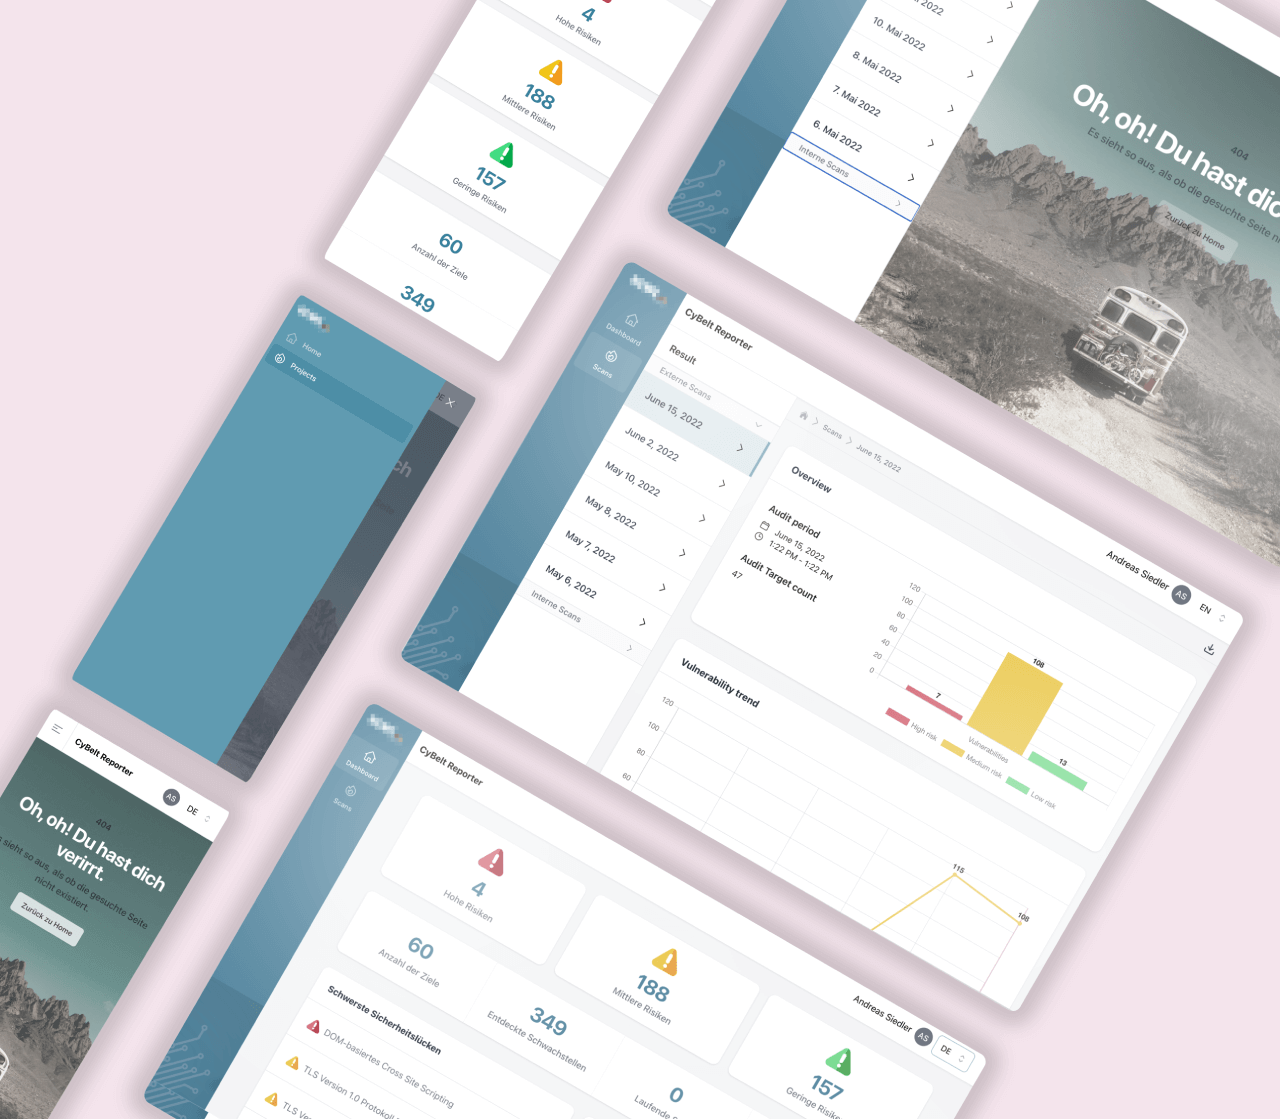 4
Hohe Risiken
188
Mittlere Risiken
157
Geringe Risiken
60
Anzahl der Ziele
349
2022
10. Mai 2022
8. Mai 2022
7. Mai 2022
6. Mai 2022
Interne Scans
404
Oh, oh! Du hast dic
Es sieht so aus, als ob die gesuchte Seite n
Zurück zu Home
Home
Projects
CyBelt Reporter
AS
DE
404
Oh, oh! Du hast dich
verirrt.
sieht so aus, als ob die gesuchte Seite
nicht existiert.
Zurück zu Home
Dashboard
Scans
CyBelt Reporter
Result
Externe Scans
June 15, 2022
June 2, 2022
May 10, 2022
May 8, 2022
May 7, 2022
May 6, 2022
Interne Scans
Scans
June 15, 2022
Andreas Siedler
AS
EN
Overview
Audit period
June 15, 2022
1:22 PM - 1:22 PM
Audit Target count
47
120
100
80
60
40
20
0
7
108
13
Vulnerabilities
High risk
Medium risk
Low risk
Vulnerability trend
120
100
80
60
115
108
Dashboard
Scans
CyBelt Reporter
Andreas Siedler
AS
DE
4
Hohe Risiken
188
Mittlere Risiken
157
Geringe Risike
60
Anzahl der Ziele
349
Entdeckte Schwachstellen
0
Laufende
Schwerste Sicherheitslücken
DOM-basiertes Cross Site Scripting
TLS Version 1.0 Protokoll
TLS Ve